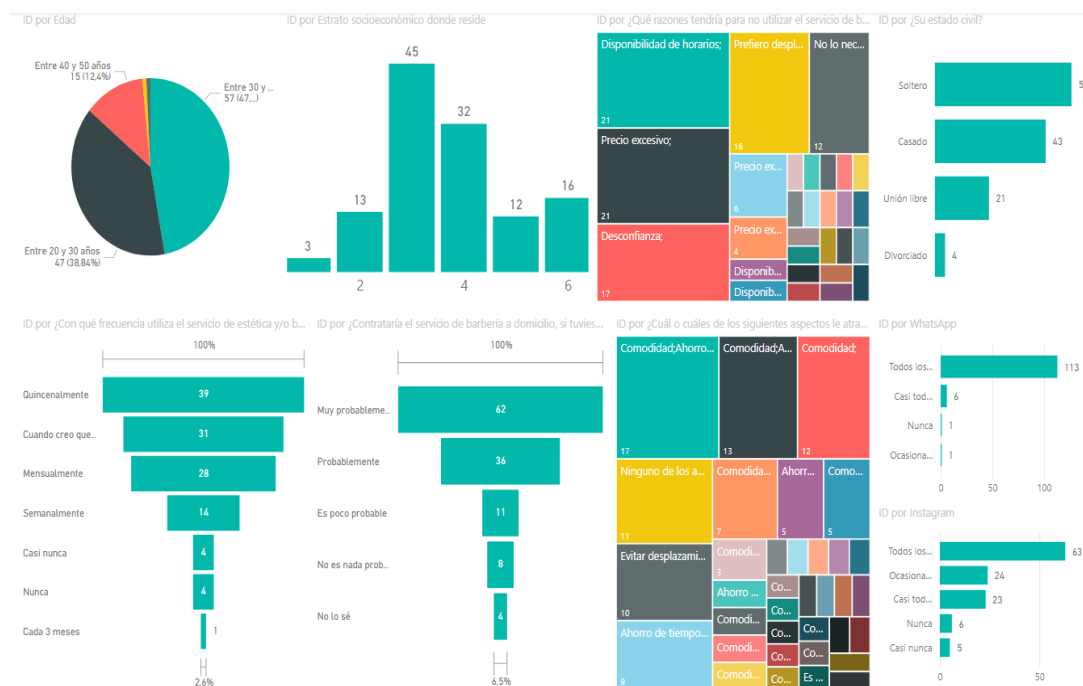 ID por Edad
Entre 40 y 50 años
15 (12,4%)
Entre 30 y ...
57 (47,...)
Entre 20 y 30 años
47 (38,84%)
ID por Estrato socioeconómico donde reside
3
13
45
32
12
16
2
4
6
ID por ¿Qué razones tendría para no utilizar el servicio de b...
Disponibilidad de horarios;
21
Precio excesivo;
21
Desconfianza;
17
Prefiero despl...
16
No lo nec...
12
Precio ex...
6
Precio ex...
4
Disponib...
Disponib...
ID por ¿Su estado civil?
Soltero
5
Casado
43
Unión libre
21
Divorciado
4
ID por ¿Con qué frecuencia utiliza el servicio de estética y/o b...
100%
Quincenalmente
39
Cuando creo que...
31
Mensualmente
28
Semanalmente
14
Casi nunca
4
Nunca
4
Cada 3 meses
1
2,6%
ID por ¿Contrataría el servicio de barbería a domicilio, si tuvies...
100%
Muy probableme...
62
Probablemente
36
Es poco probable
11
No es nada prob...
8
No lo sé
4
6,5%
ID por ¿Cuál o cuáles de los siguientes aspectos le atra...
Comodidad;Ahorro...
17
Comodidad;A...
13
Comodidad;
12
Ninguno de los a...
11
Comodida...
7
Ahorr...
5
Como...
5
Evitar desplazami...
10
Ahorro de tiempo...
9
Comodi...
3
Ahorro ...
Comodi...
Comodi...
Comodi...
Co...
Co...
Co...
Co...
Co...
Co...
Co...
Es ...
ID por WhatsApp
Todos los...
113
Casi tod...
6
Nunca
1
Ocasiona...
1
0
50
100
ID por Instagram
Todos los...
63
Ocasiona...
24
Casi tod...
23
Nunca
6
Casi nunca
5
0
50